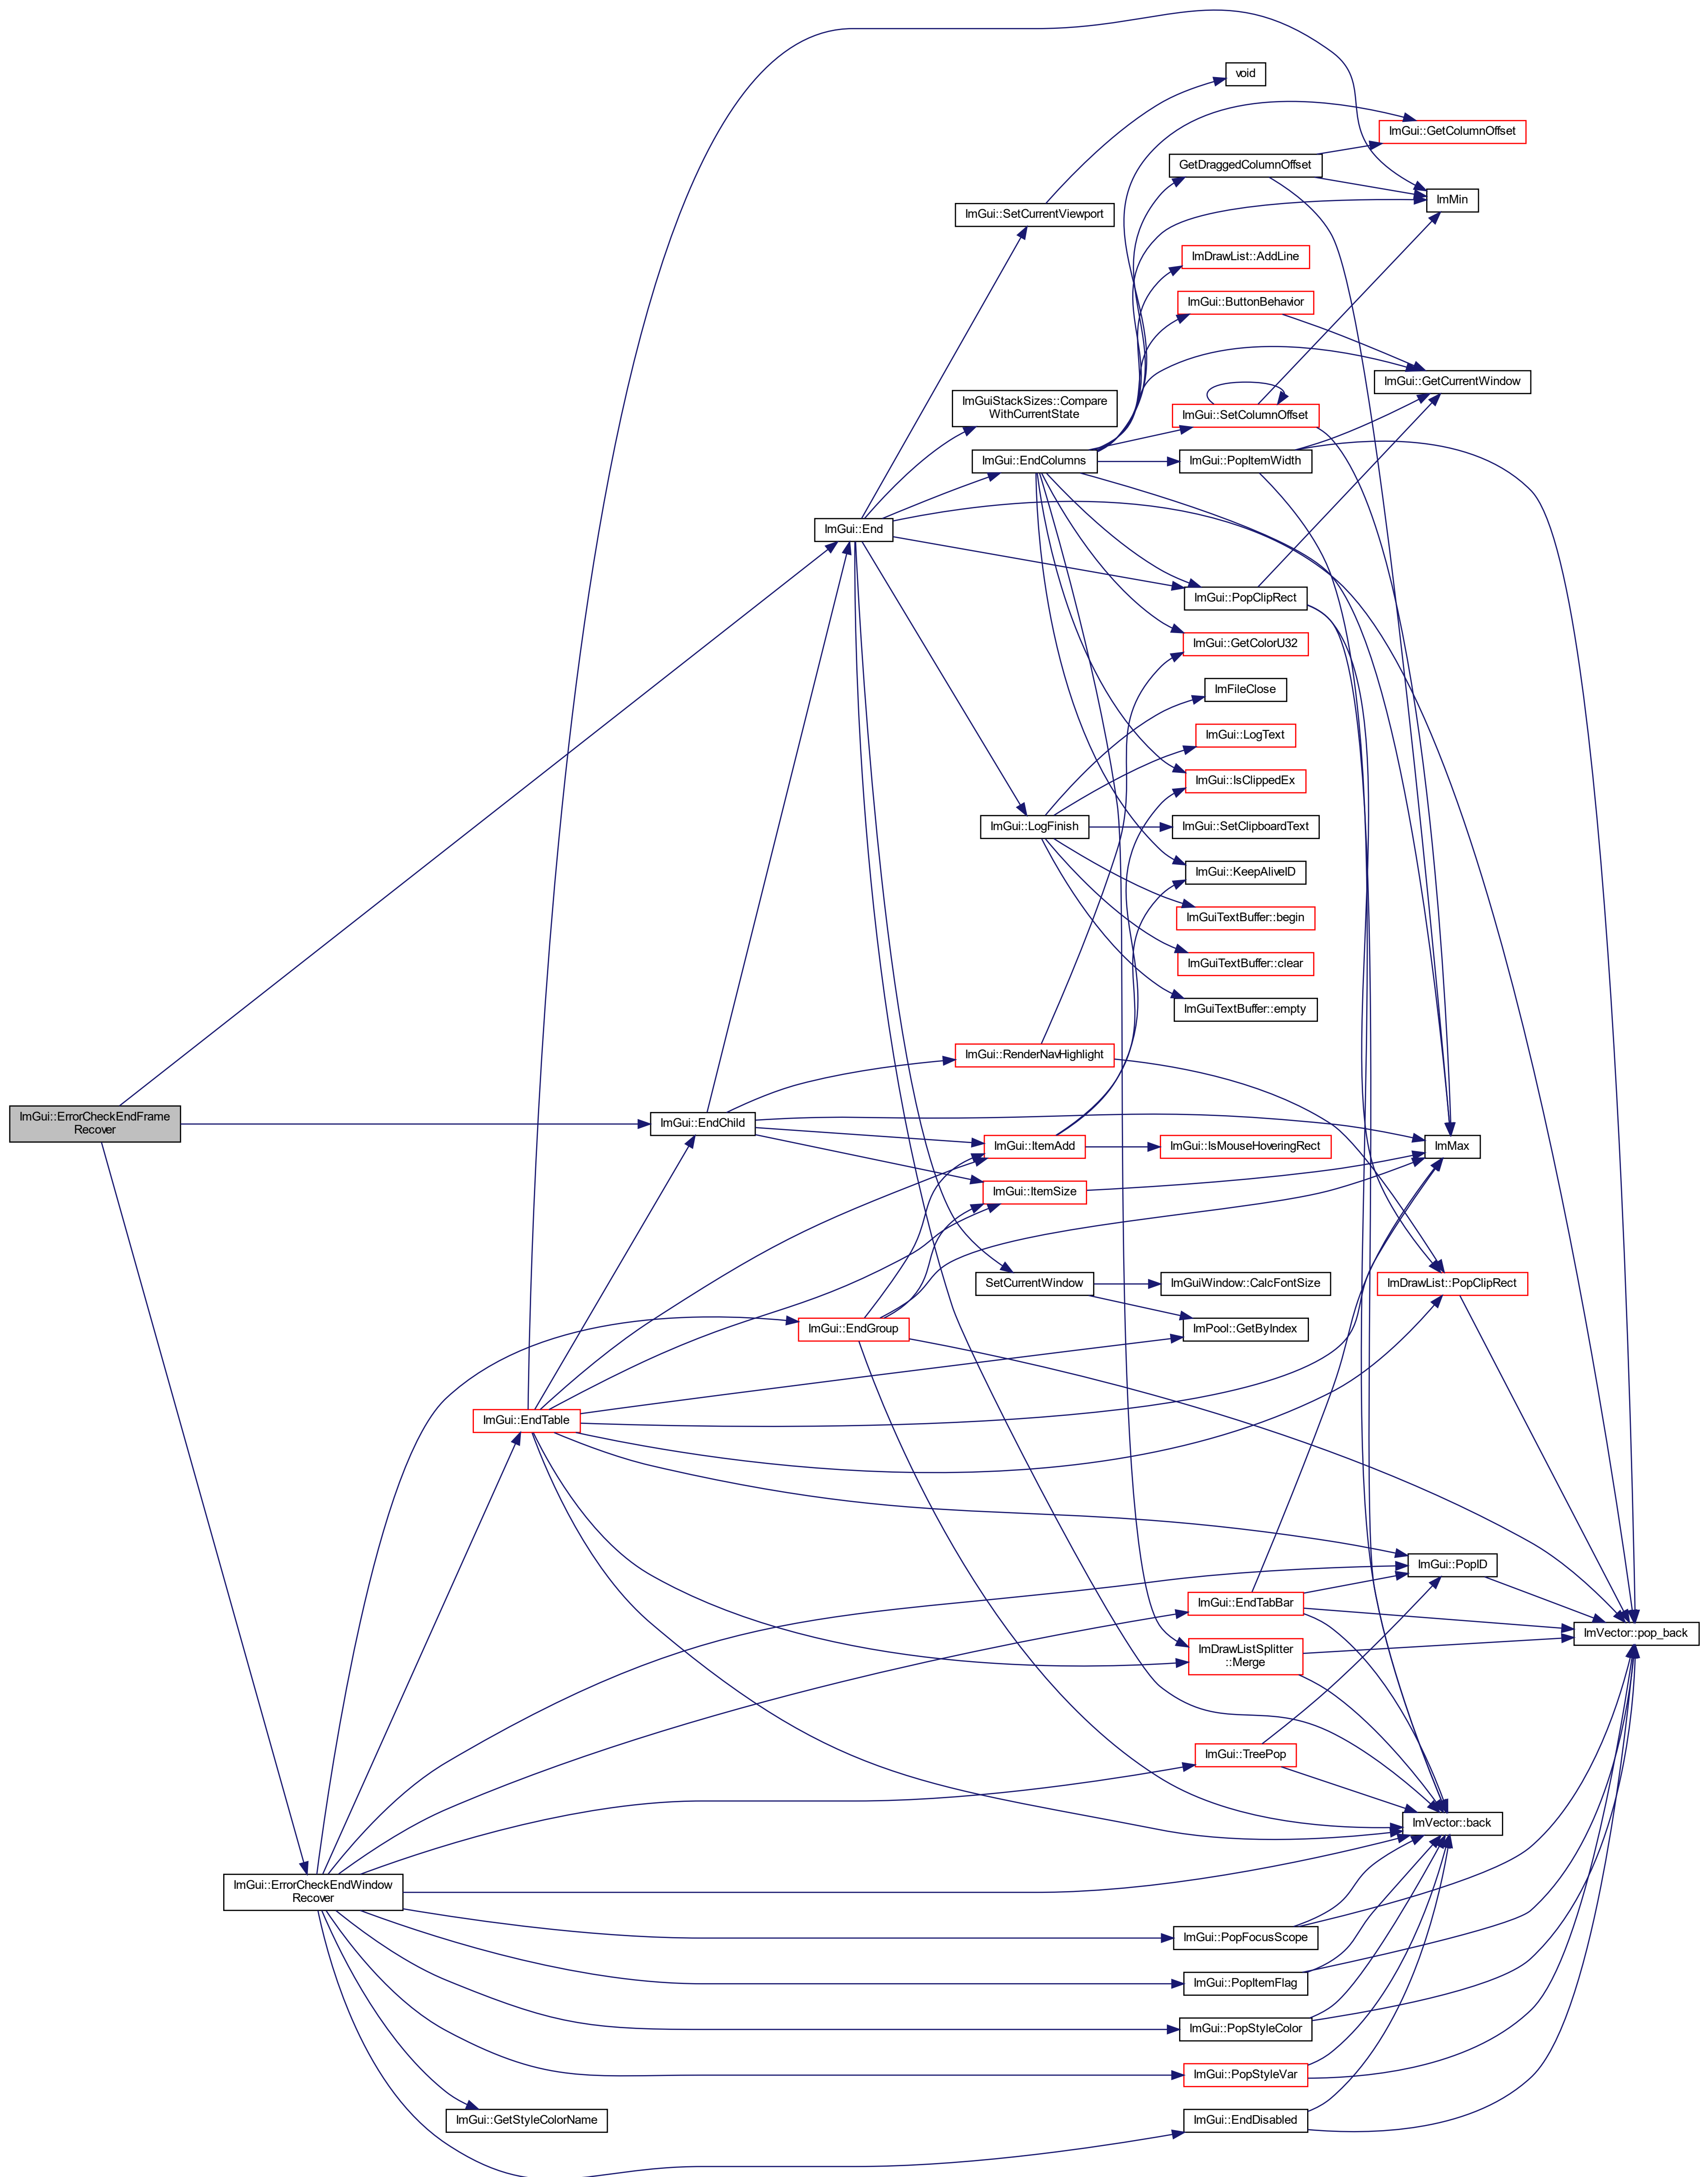 void
ImGui::GetColumnOffset
GetDraggedColumnOffset
ImMin
ImGui::SetCurrentViewport
ImDrawList::AddLine
ImGui::ButtonBehavior
ImGui::GetCurrentWindow
ImGuiStackSizes::Compare
WithCurrentState
ImGui::SetColumnOffset
ImGui::EndColumns
ImGui::PopItemWidth
ImGui::End
ImGui::PopClipRect
ImGui::GetColorU32
ImFileClose
ImGui::LogText
ImGui::IsClippedEx
ImGui::LogFinish
ImGui::SetClipboardText
ImGui::KeepAliveID
ImGuiTextBuffer::begin
ImGuiTextBuffer::clear
ImGuiTextBuffer::empty
ImGui::RenderNavHighlight
ImGui::ErrorCheckEndFrame
Recover
ImGui::EndChild
ImGui::ItemAdd
ImGui::IsMouseHoveringRect
ImMax
ImGui::ItemSize
SetCurrentWindow
ImGuiWindow::CalcFontSize
ImDrawList::PopClipRect
ImGui::EndGroup
ImPool::GetByIndex
ImGui::EndTable
ImGui::PopID
ImGui::EndTabBar
ImVector::pop_back
ImDrawListSplitter
::Merge
ImGui::TreePop
ImVector::back
ImGui::ErrorCheckEndWindow
Recover
ImGui::PopFocusScope
ImGui::PopItemFlag
ImGui::PopStyleColor
ImGui::PopStyleVar
ImGui::GetStyleColorName
ImGui::EndDisabled